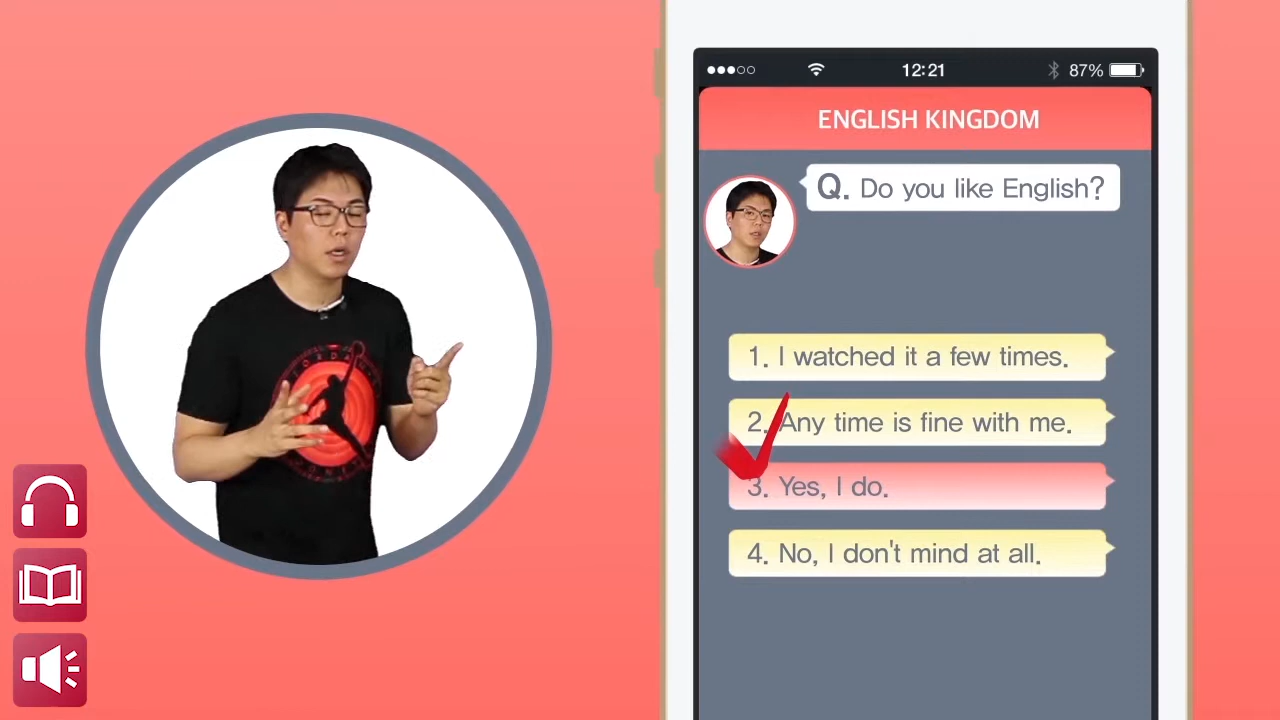 12:21
87%
ENGLISH KINGDOM
Q. Do you like English?
1. I watched it a few times.
2. Any time is fine with me.
3. Yes, I do.
4. No, I don't mind at all.
JORDAN